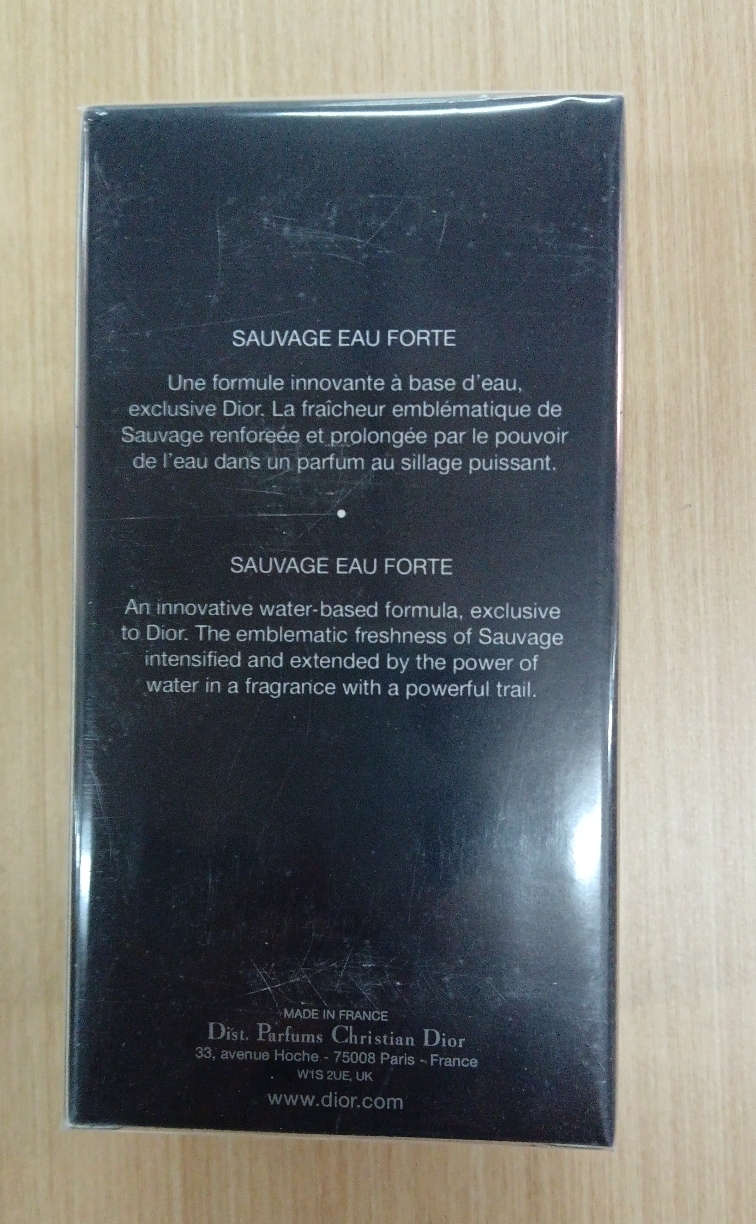 SAUVAGE EAU FORTE
Une formule innovante à base d'eau,
exclusive Dior. La fraîcheur emblématique de
Sauvage renforcée et prolongée par le pouvoir
de l'eau dans un parfum au sillage puissant.
SAUVAGE EAU FORTE
An innovative water-based formula, exclusive
to Dior. The emblematic freshness of Sauvage
intensified and extended by the power of
water in a fragrance with a powerful trail.
MADE IN FRANCE
Dist. Parfums Christian Dior
33, avenue Hoche - 75008 Paris - France
W1S 2UE, UK
www.dior.com